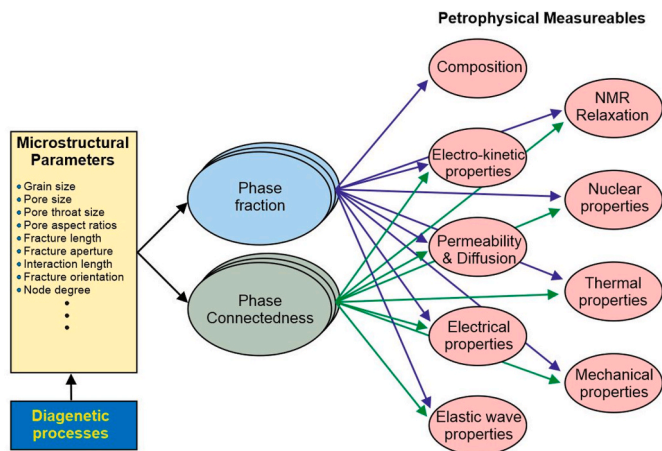 Petrophysical Measureables
Microstructural
Parameters
Grain size
Pore size
Pore throat size
Pore aspect ratios
Fracture length
Fracture aperture
Interaction length
Fracture orientation
Node degree
Diagenetic
processes
Phase
fraction
Phase
Connectedness
Composition
Electro-kinetic
properties
Permeability
& Diffusion
Electrical
properties
Elastic wave
properties
NMR
Relaxation
Nuclear
properties
Thermal
properties
Mechanical
properties